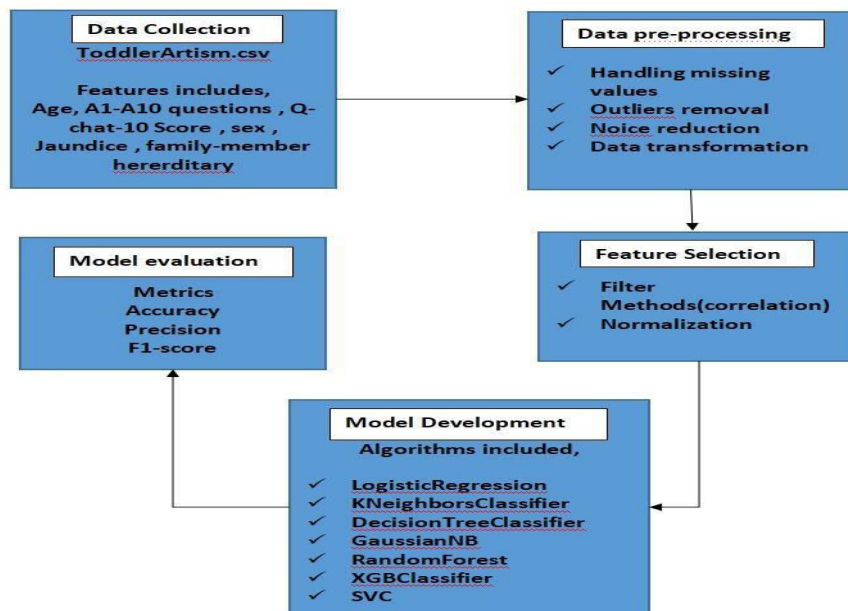 Data Collection
ToddlerArtism.csv
Features includes,
Age, A1-A10 questions , Q-
chat-10 Score , sex ,
Jaundice , family-member
hererditary
Data pre-processing
✓ Handling missing
values
✓ Outliers removal
✓ Noice reduction
✓ Data transformation
Feature Selection
✓ Filter
Methods(correlation)
✓ Normalization
Model Development
Algorithms included,
✓ LogisticRegression
✓ KNeighborsClassifier
✓ DecisionTreeClassifier
✓ GaussianNB
✓ RandomForest
✓ XGBClassifier
✓ SVC
Model evaluation
Metrics
Accuracy
Precision
F1-score